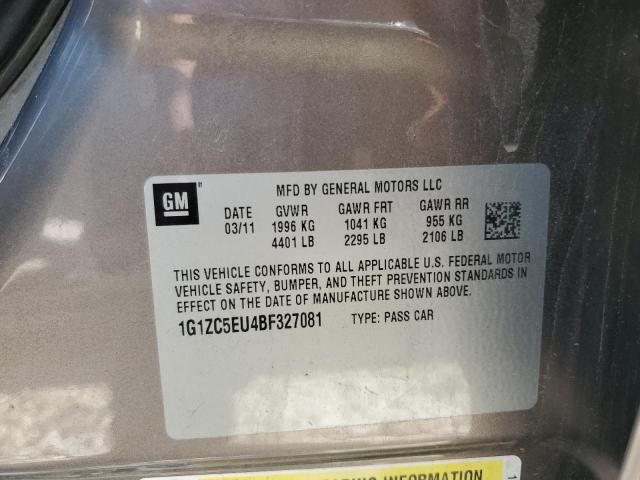 GM
MFD BY GENERAL MOTORS LLC
DATE GVWR GAWR FRT GAWR RR
03/11 1996 KG 1041 KG 955 KG
4401 LB 2295 LB 2106 LB
THIS VEHICLE CONFORMS TO ALL APPLICABLE U.S. FEDERAL MOTOR
VEHICLE SAFETY, BUMPER, AND THEFT PREVENTION STANDARDS IN
EFFECT ON THE DATE OF MANUFACTURE SHOWN ABOVE.
1G1ZC5EU4BF327081 TYPE: PASS CAR
INFORMATION